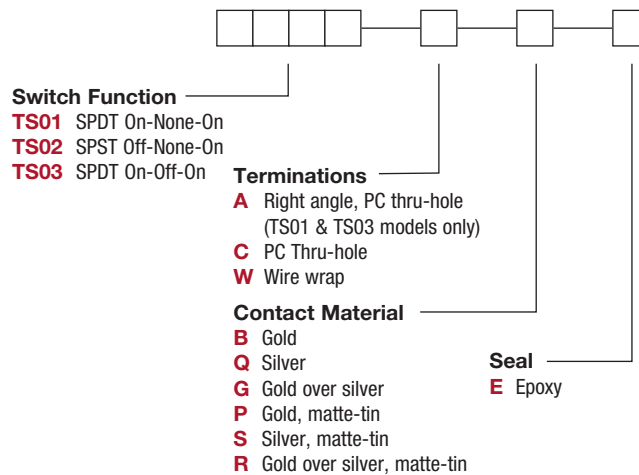 Switch Function
TS01 SPDT On-None-On
TS02 SPST Off-None-On
TS03 SPDT On-Off-On
Terminations
A Right angle, PC thru-hole
(TS01 & TS03 models only)
C PC Thru-hole
W Wire wrap
Contact Material
B Gold
Q Silver
G Gold over silver
P Gold, matte-tin
S Silver, matte-tin
R Gold over silver, matte-tin
Seal
E Epoxy